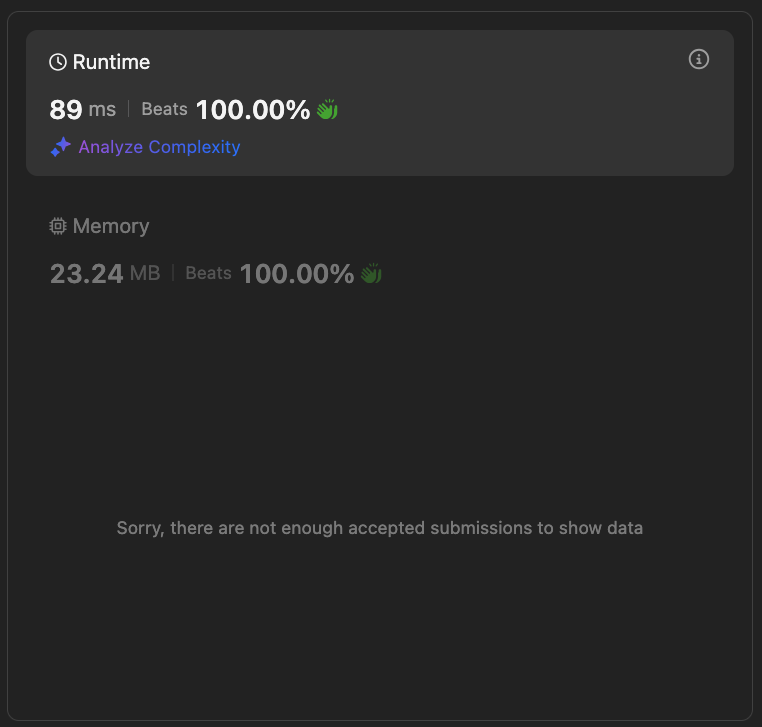 Runtime
89 ms | Beats 100.00%
Analyze Complexity
Memory
23.24 MB | Beats 100.00%
Sorry, there are not enough accepted submissions to show data